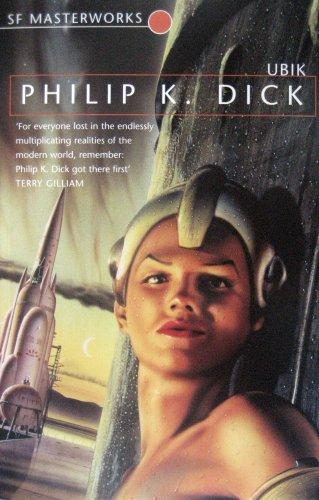 SF MASTERWORKS
UBIK
PHILIP K. DICK
'For everyone lost in the endlessly
multiplicating realities of the
modern world, remember:
Philip K. Dick got there first'
TERRY GILLIAM